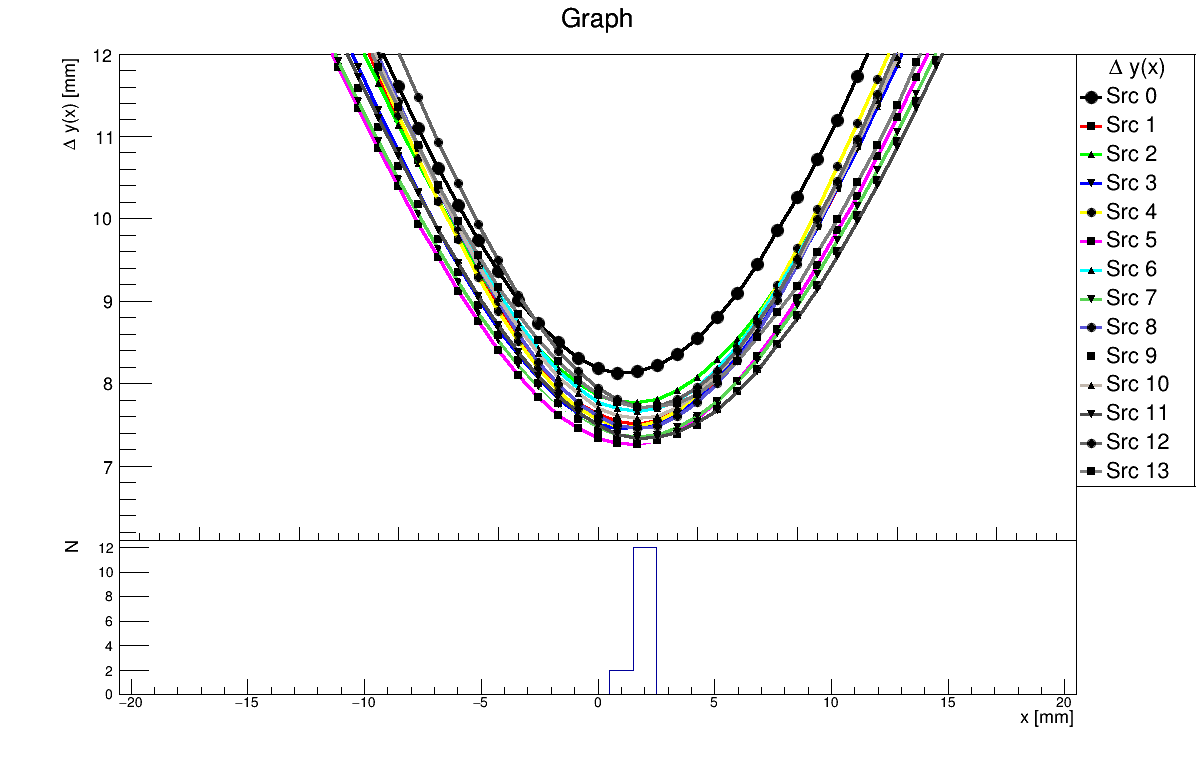 Graph
Δ y(x) [mm]
12
11
10
9
8
7
Δ y(x)
Src 0
Src 1
Src 2
Src 3
Src 4
Src 5
Src 6
Src 7
Src 8
Src 9
Src 10
Src 11
Src 12
Src 13
N
12
10
8
6
4
2
0
−20 −15 −10 −5 0 5 10 15 20
x [mm]